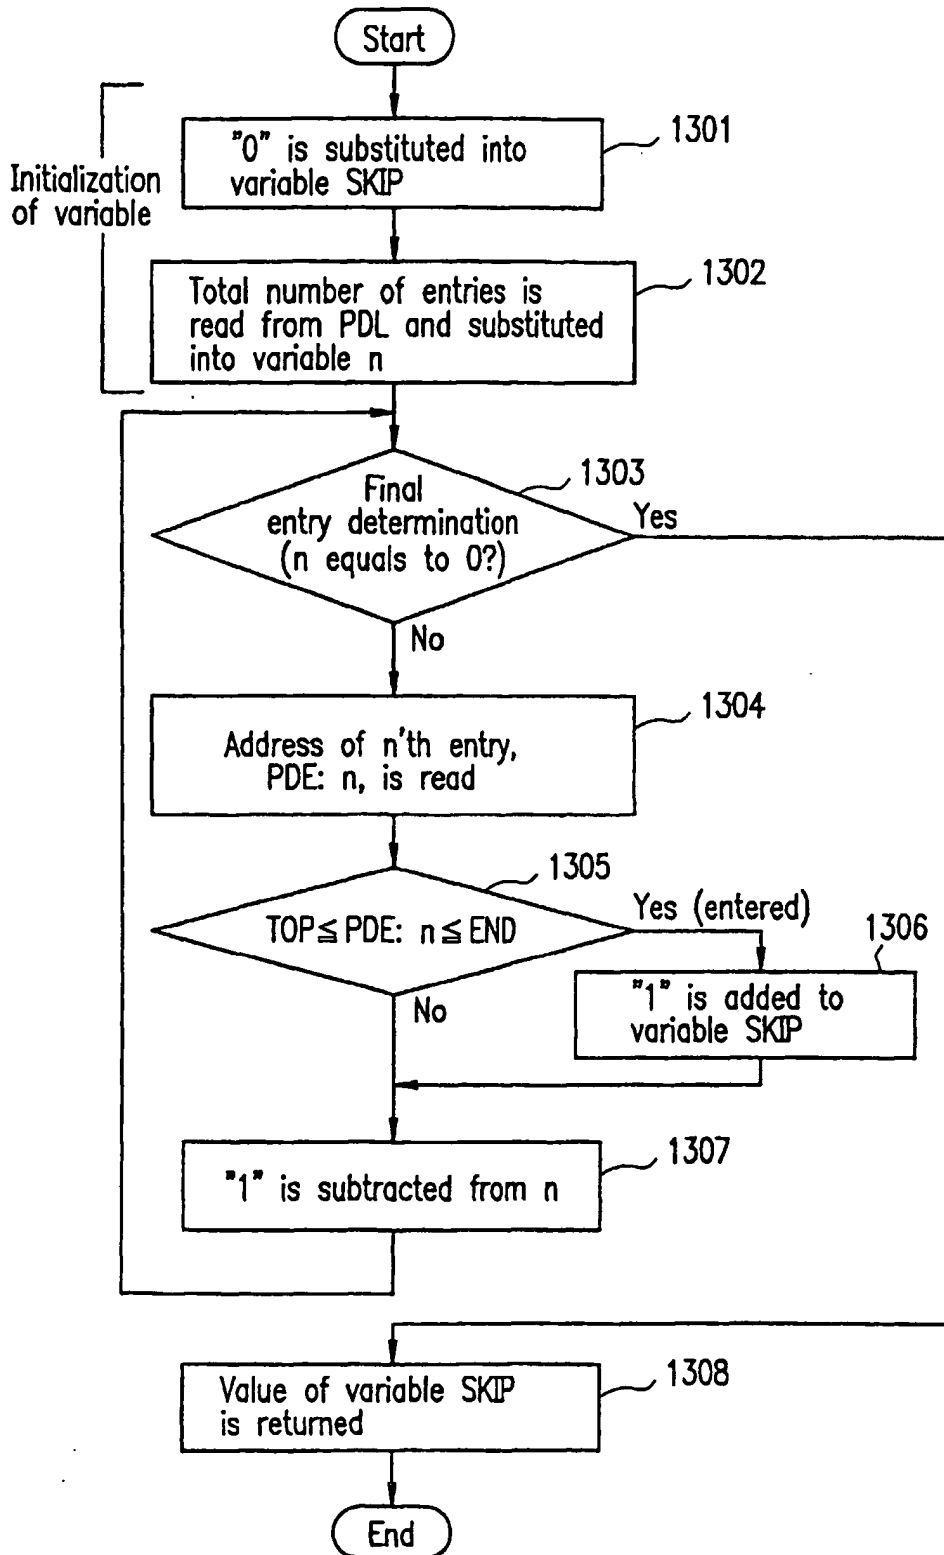 Start
1301
"0" is substituted into
variable SKIP
Initialization
of variable
1302
Total number of entries is
read from PDL and substituted
into variable n
1303
Final
entry determination
(n equals to 0?)
Yes
No
1304
Address of n'th entry,
PDE: n, is read
1305
TOP≦PDE: n≦END
Yes (entered)
1306
"1" is added to
variable SKIP
No
1307
"1" is subtracted from n
1308
Value of variable SKIP
is returned
End